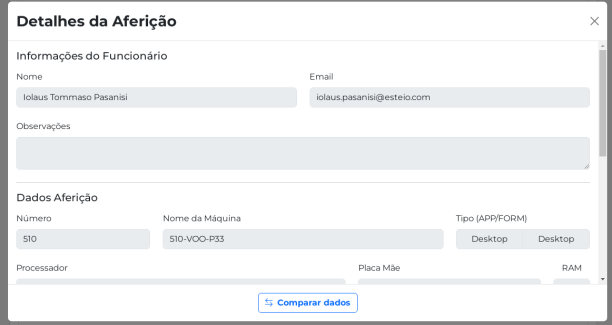 Detalhes da Aferição
Informações do Funcionário
Nome Email
Iolaus Tommaso Pasanisi iolaus.pasanisi@esteio.com
Observações
Dados Aferição
Número Nome da Máquina Tipo (APP/FORM)
510 510-VOO-P33 Desktop Desktop
Processador Placa Mãe RAM
Comparar dados